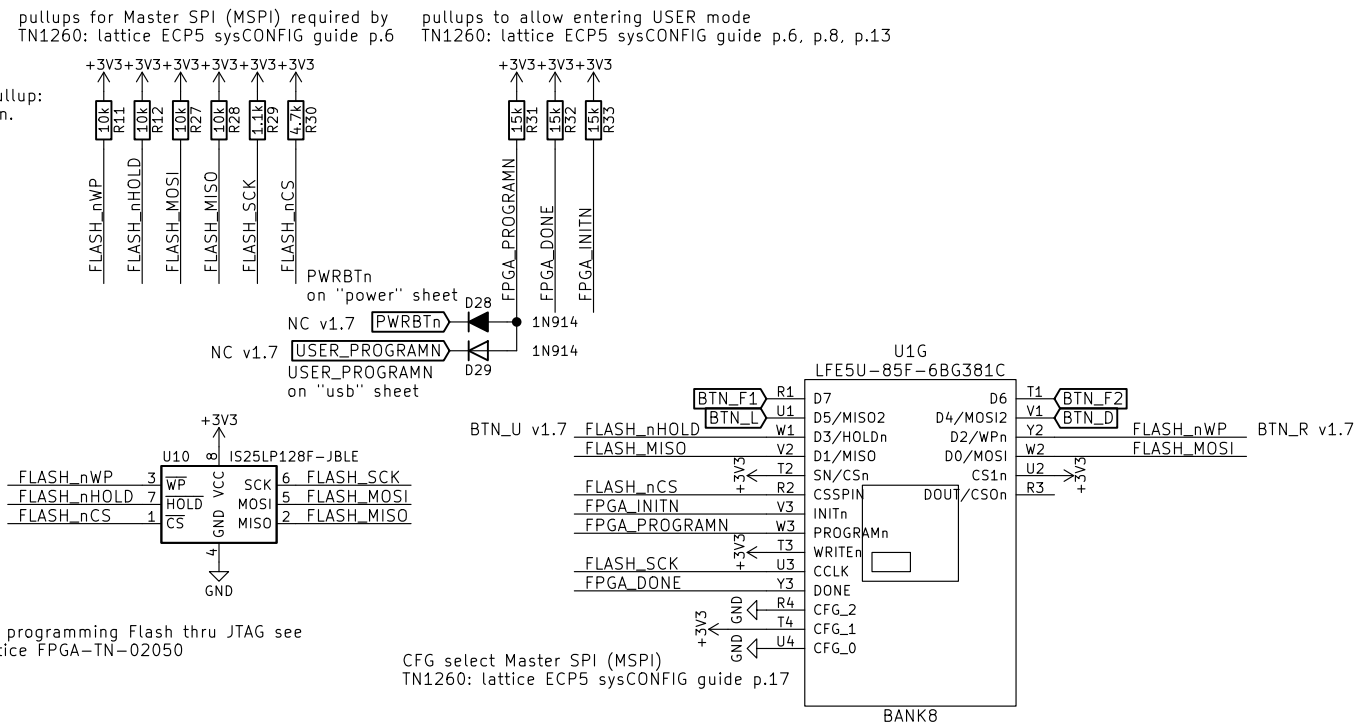 pullups for Master SPI (MSPI) required by
TN1260: lattice ECP5 sysCONFIG guide p.6
pullups to allow entering USER mode
TN1260: lattice ECP5 sysCONFIG guide p.6, p.8, p.13
+3V3 +3V3 +3V3 +3V3 +3V3 +3V3
+3V3 +3V3 +3V3
ullup:
n.
10k R11
10k R12
10k R27
10k R28
1.1k R29
4.7k R30
15k R31
15k R32
15k R33
FLASH_nWP
FLASH_nHOLD
FLASH_MOSI
FLASH_MISO
FLASH_SCK
FLASH_nCS
FPGA_PROGRAMN
FPGA_DONE
FPGA_INITN
PWRBTn
on "power" sheet
D28
NC v1.7 PWRBTn 1N914
NC v1.7 USER_PROGRAMN 1N914
D29
USER_PROGRAMN
on "usb" sheet
+3V3
U10 IS25LP128F-JBLE
8 VCC
FLASH_nWP 3 WP SCK 6 FLASH_SCK
FLASH_nHOLD 7 HOLD MOSI 5 FLASH_MOSI
FLASH_nCS 1 CS MISO 2 FLASH_MISO
GND 4
GND
programming Flash thru JTAG see
tice FPGA-TN-02050
U1G
LFE5U-85F-6BG381C
BTN_F1 R1 D7 D6 T1 BTN_F2
BTN_L U1 D5/MISO2 D4/MOSI2 V1 BTN_D
BTN_U v1.7 FLASH_nHOLD W1 D3/HOLDn D2/WPn Y2 FLASH_nWP BTN_R v1.7
FLASH_MISO V2 D1/MISO D0/MOSI W2 FLASH_MOSI
+3V3 T2 SN/CSn CS1n U2 +3V3
FLASH_nCS R2 CSSPIN DOUT/CSOn R3
FPGA_INITN V3 INITn
FPGA_PROGRAMN W3 PROGRAMn
+3V3 T3 WRITEn
FLASH_SCK U3 CCLK
FPGA_DONE Y3 DONE
GND R4 CFG_2
+3V3 T4 CFG_1
GND U4 CFG_0
CFG select Master SPI (MSPI)
TN1260: lattice ECP5 sysCONFIG guide p.17
BANK8